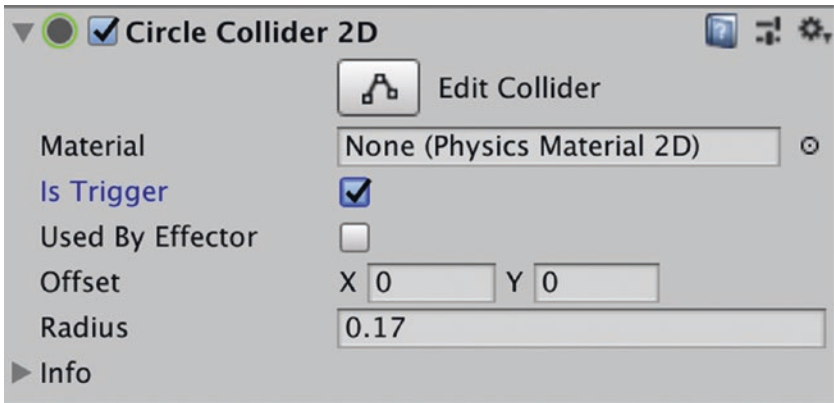 Circle Collider 2D
Edit Collider
Material None (Physics Material 2D)
Is Trigger
Used By Effector
Offset X 0 Y 0
Radius 0.17
Info